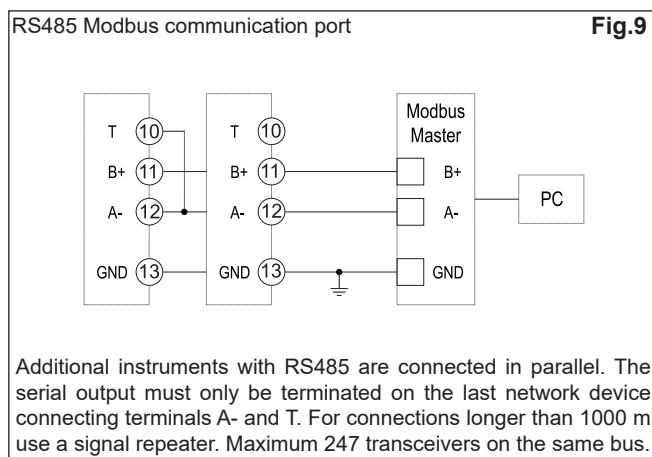 RS485 Modbus communication port Fig.9
Modbus
Master
T 10 T 10
B+ 11 B+ 11 B+
A- 12 A- 12 A- PC
GND 13 GND 13 GND
Additional instruments with RS485 are connected in parallel. The
serial output must only be terminated on the last network device
connecting terminals A- and T. For connections longer than 1000 m
use a signal repeater. Maximum 247 transceivers on the same bus.